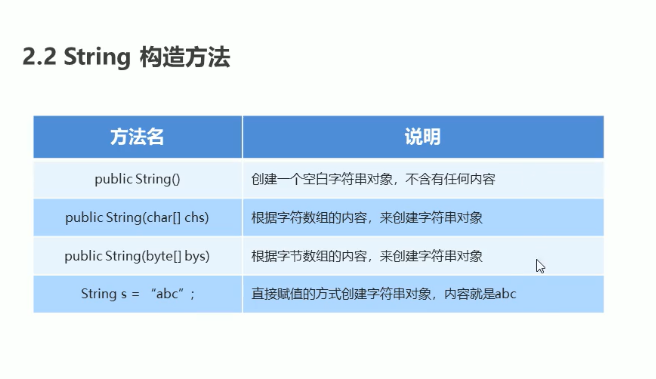 2.2 String 构造方法
方法名 说明
public String() 创建一个空白字符串对象，不含有任何内容
public String(char[] chs) 根据字符数组的内容，来创建字符串对象
public String(byte[] bys) 根据字节数组的内容，来创建字符串对象
String s = “abc”; 直接赋值的方式创建字符串对象，内容就是abc